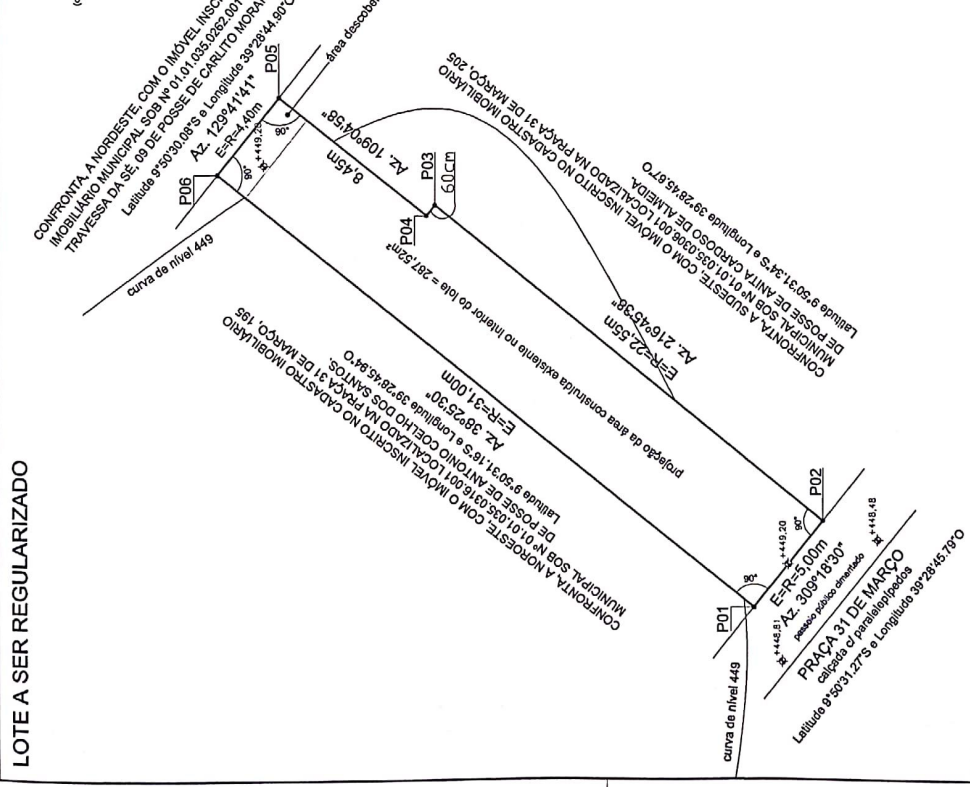 LOTE A SER REGULARIZADO
CONFRONTA, A NORDESTE, COM O IMÓVEL INSC
IMOBILIÁRIO MUNICIPAL SOB Nº 01.01.035.0262.001
TRAVESSA DA SÉ, 09 DE POSSE DE CARLITO MORA
Latitude 9°50'30.08"S e Longitude 39°28'44.90"O
Az. 129°41'41"
E=R=4,40m
+449,20
P06
P05
90°
90°
área descober
curva de nível 449
8,45m
Az. 109°04'58"
P04
P03
60cm
CONFRONTA, A SUDESTE, COM O IMÓVEL INSCRITO NO CADASTRO IMOBILIÁRIO
MUNICIPAL SOB Nº 01.01.035.0306.001 LOCALIZADO NA PRAÇA 31 DE MARÇO, 205
DE POSSE DE ANITA CARDOSO DE ALMEIDA.
Latitude 9°50'31.34"S e Longitude 39°28'45.67"O
E=R=22,55m
Az. 216°45'38"
projeção da área construída existente no interior do lote = 287,52m²
Az. 38°25'30"
E=R=31,00m
CONFRONTA, A NOROESTE, COM O IMÓVEL INSCRITO NO CADASTRO IMOBILIÁRIO
MUNICIPAL SOB Nº 01.01.035.0316.001 LOCALIZADO NA PRAÇA 31 DE MARÇO, 195
DE POSSE DE ANTONIO COELHO DOS SANTOS.
Latitude 9°50'31.16"S e Longitude 39°28'45.94"O
P02
P01
90°
90°
+449,20
E=R=5,00m
Az. 309°18'30"
+448,81
passeio público cimentado
+448,48
PRAÇA 31 DE MARÇO
calçada c/ paralelepípedos
Latitude 9°50'31.27"S e Longitude 39°28'45.79"O
curva de nível 449